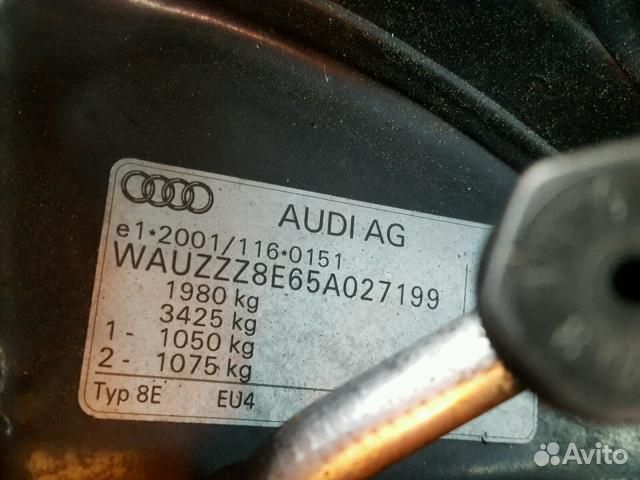 AUDI AG
e1*2001/116*0151
WAUZZZ8E65A027199
1980 kg
3425 kg
1- 1050 kg
2- 1075 kg
Typ 8E EU4
Avito